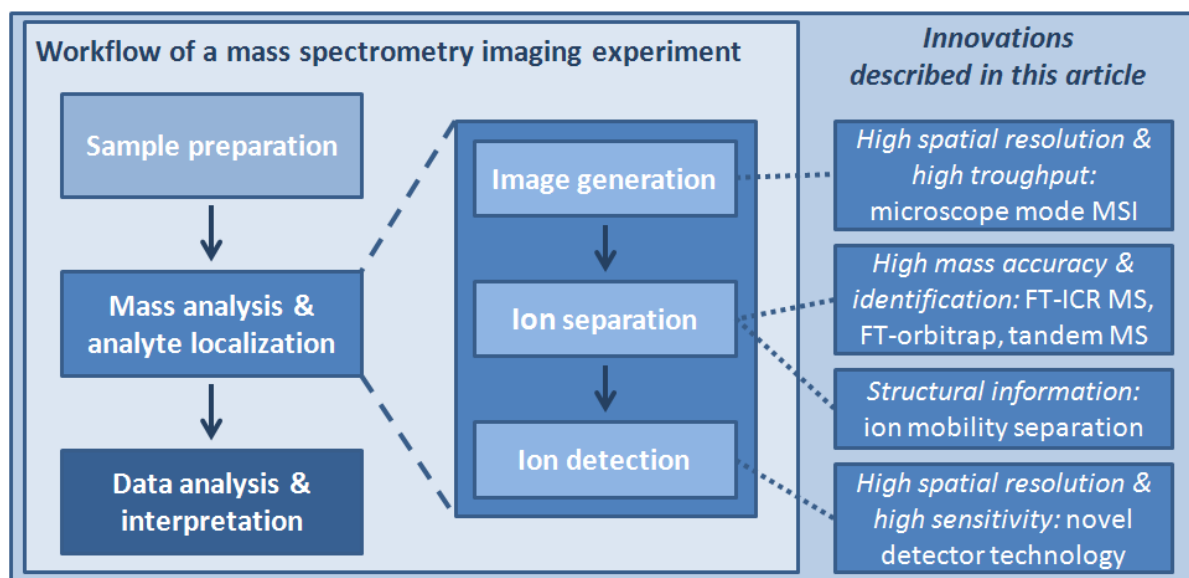 Workflow of a mass spectrometry imaging experiment
Sample preparation
Mass analysis &
analyte localization
Data analysis &
interpretation
Image generation
Ion separation
Ion detection
Innovations
described in this article
High spatial resolution &
high troughput:
microscope mode MSI
High mass accuracy &
identification: FT-ICR MS,
FT-orbitrap, tandem MS
Structural information:
ion mobility separation
High spatial resolution &
high sensitivity: novel
detector technology